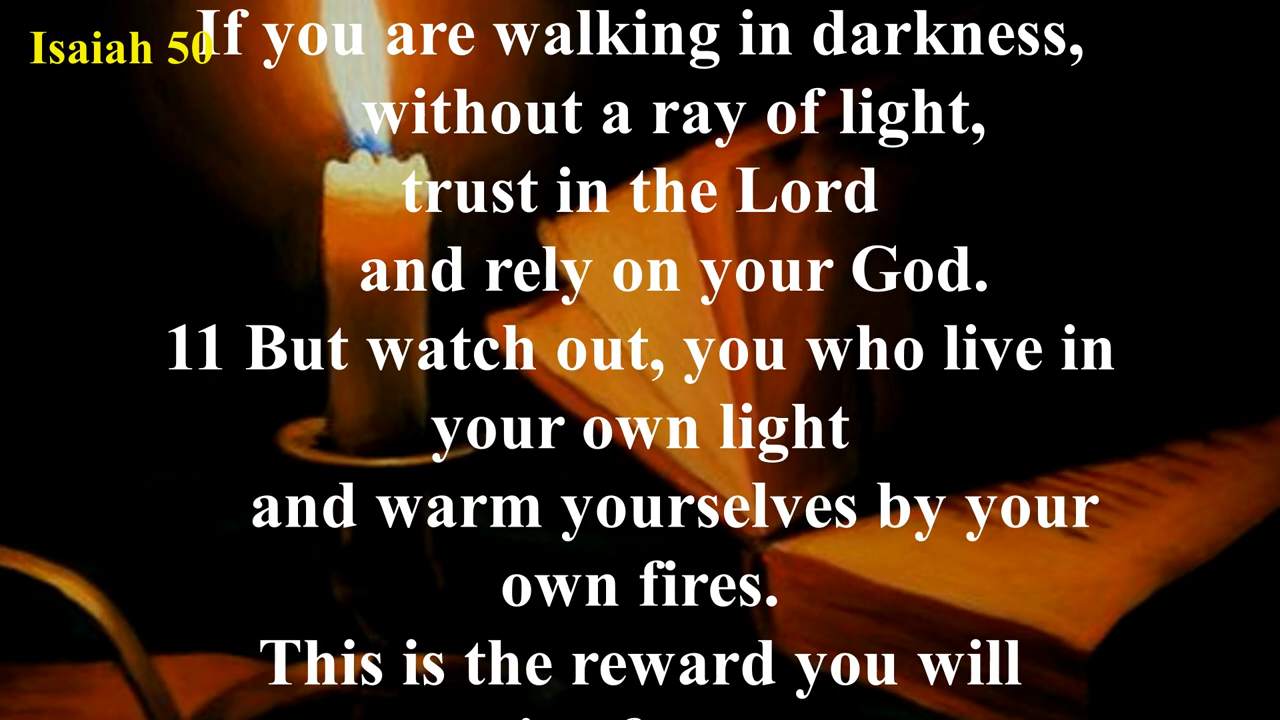 Isaiah 50
If you are walking in darkness,
without a ray of light,
trust in the Lord
and rely on your God.
11 But watch out, you who live in
your own light
and warm yourselves by your
own fires.
This is the reward you will